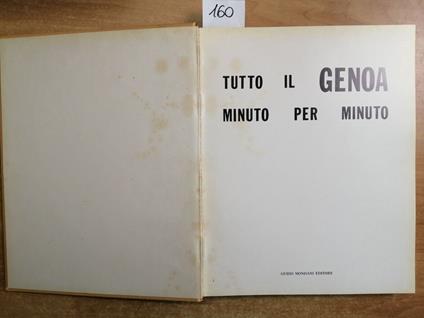 160
TUTTO IL GENOA
MINUTO PER MINUTO
GUIDO MONDANI EDITORE